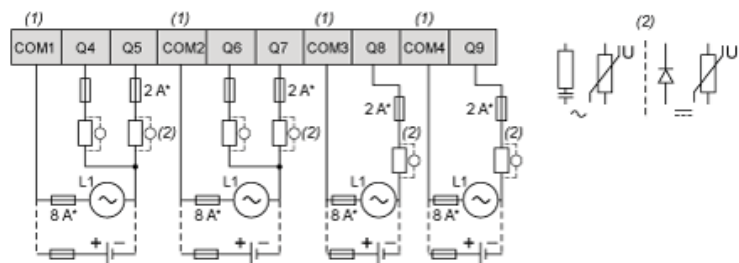 (1) (1) (1) (1) (2)
COM1 Q4 Q5 COM2 Q6 Q7 COM3 Q8 COM4 Q9
U U
2 A* 2 A*
2 A* 2 A*
(2) (2) (2) (2)
L1 L1 L1 L1
8 A* 8 A* 8 A* 8 A*
+ − + − + − + −